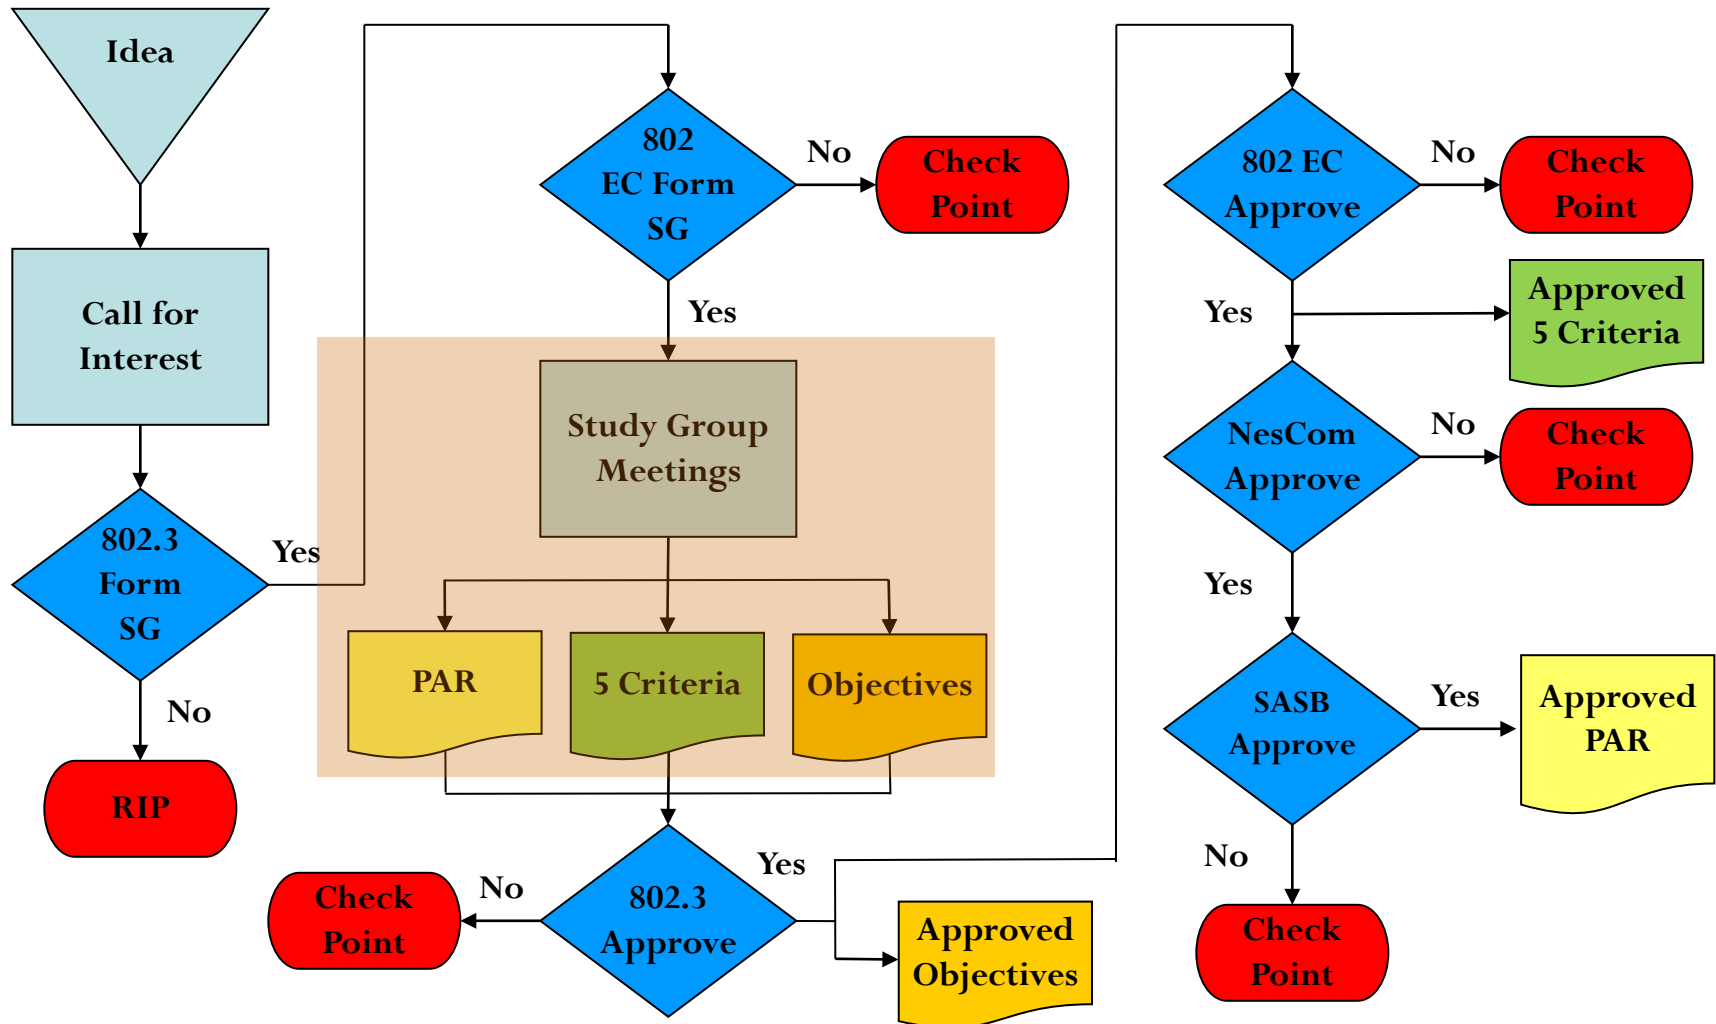 Idea
Call for
Interest
802.3
Form
SG
Yes
No
RIP
802
EC Form
SG
No
Check
Point
Yes
Study Group
Meetings
PAR
5 Criteria
Objectives
802.3
Approve
No
Check
Point
Yes
Approved
Objectives
802 EC
Approve
No
Check
Point
Yes
Approved
5 Criteria
NesCom
Approve
No
Check
Point
Yes
SASB
Approve
Yes
Approved
PAR
No
Check
Point